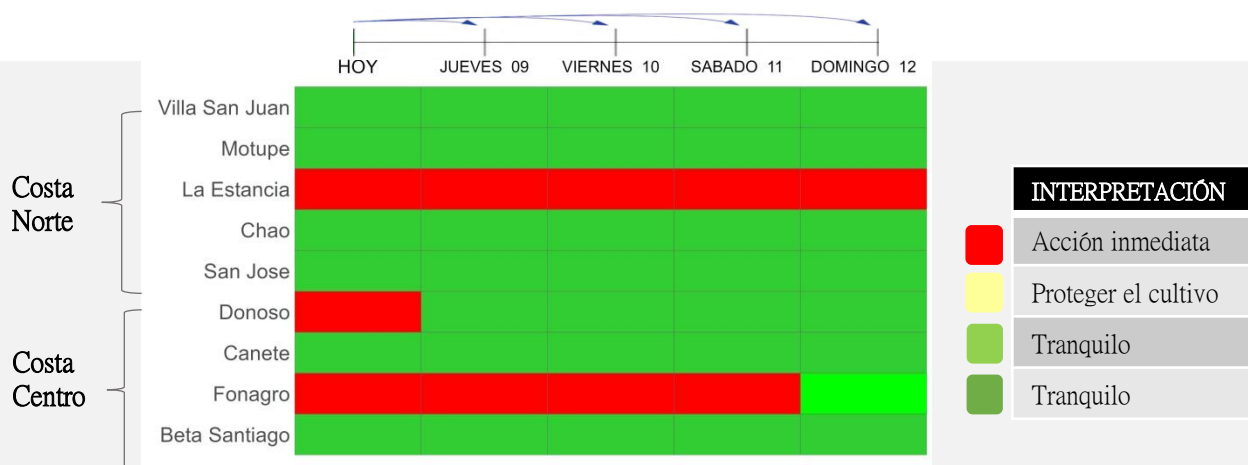 HOY JUEVES 09 VIERNES 10 SABADO 11 DOMINGO 12
Costa
Norte
Villa San Juan
Motupe
La Estancia
Chao
San Jose
Costa
Centro
Donoso
Canete
Fonagro
Beta Santiago
INTERPRETACIÓN
Acción inmediata
Proteger el cultivo
Tranquilo
Tranquilo